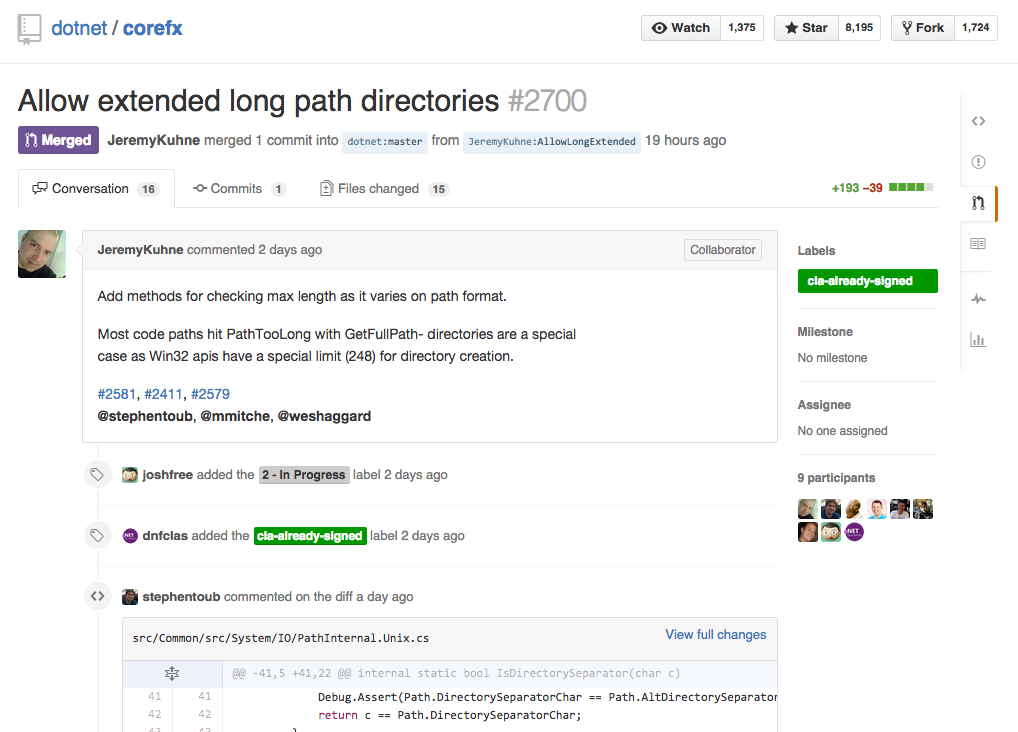 dotnet / corefx
Watch 1,375 Star 8,195 Fork 1,724
Allow extended long path directories #2700
Merged JeremyKuhne merged 1 commit into dotnet:master from JeremyKuhne:AllowLongExtended 19 hours ago
Conversation 16 Commits 1 Files changed 15 +193 −39
JeremyKuhne commented 2 days ago Collaborator
Add methods for checking max length as it varies on path format.
Most code paths hit PathTooLong with GetFullPath- directories are a special
case as Win32 apis have a special limit (248) for directory creation.
#2581, #2411, #2579
@stephentoub, @mmitche, @weshaggard
Labels
cla-already-signed
Milestone
No milestone
Assignee
No one assigned
9 participants
.NET
joshfree added the 2 - In Progress label 2 days ago
dnfclas added the cla-already-signed label 2 days ago
stephentoub commented on the diff a day ago
src/Common/src/System/IO/PathInternal.Unix.cs View full changes
@@ -41,5 +41,22 @@ internal static bool IsDirectorySeparator(char c)
41 41 Debug.Assert(Path.DirectorySeparatorChar == Path.AltDirectorySeparator
42 42 return c == Path.DirectorySeparatorChar;
43 43 }